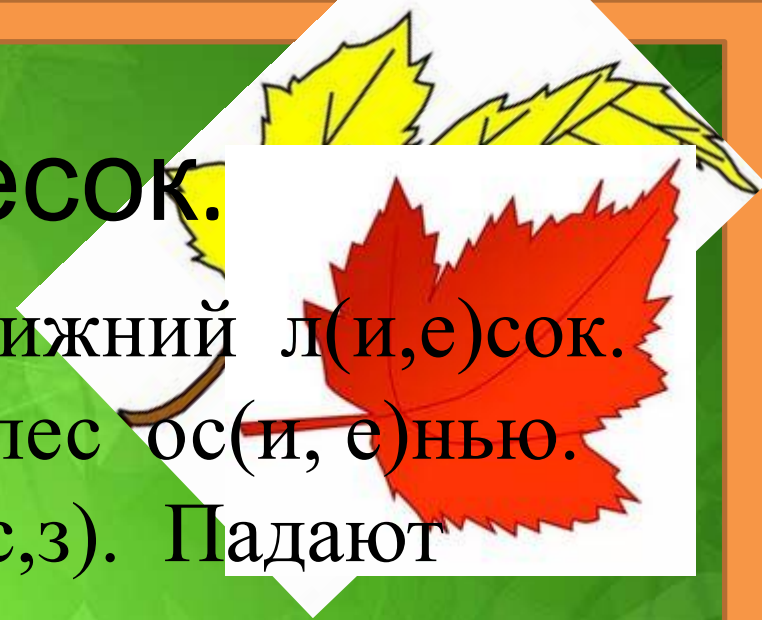 есок.
ижний л(и,е)сок.
лес ос(и, е)нью.
с,з). Падают